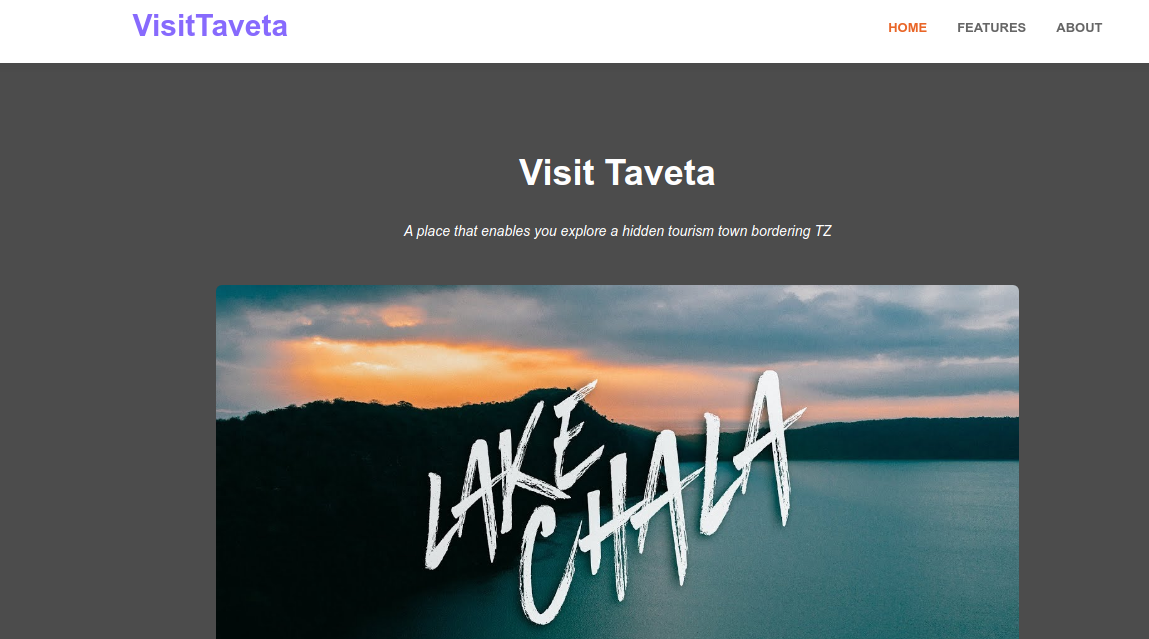 VisitTaveta
HOME FEATURES ABOUT
Visit Taveta
A place that enables you explore a hidden tourism town bordering TZ
LAKE
CHALA